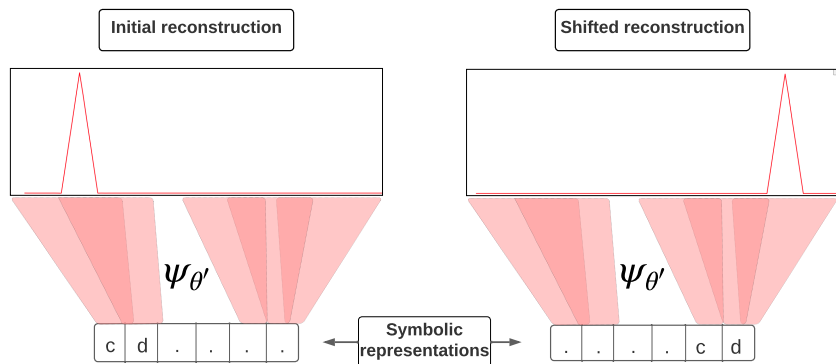 Initial reconstruction
Shifted reconstruction
ψθ′
ψθ′
c d . . . .
Symbolic
representations
. . . . c d